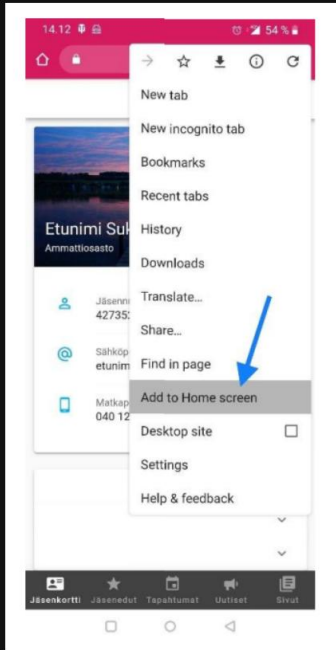 14.12 54 %
New tab
New incognito tab
Bookmarks
Recent tabs
History
Downloads
Translate...
Share...
Find in page
Add to Home screen
Desktop site
Settings
Help & feedback
Etunimi Suk
Ammattiosasto
Jäsenn
42735
Sähköp
etunim
Matkap
040 12
Jäsenkortti Jäsenedut Tapahtumat Uutiset Sivut